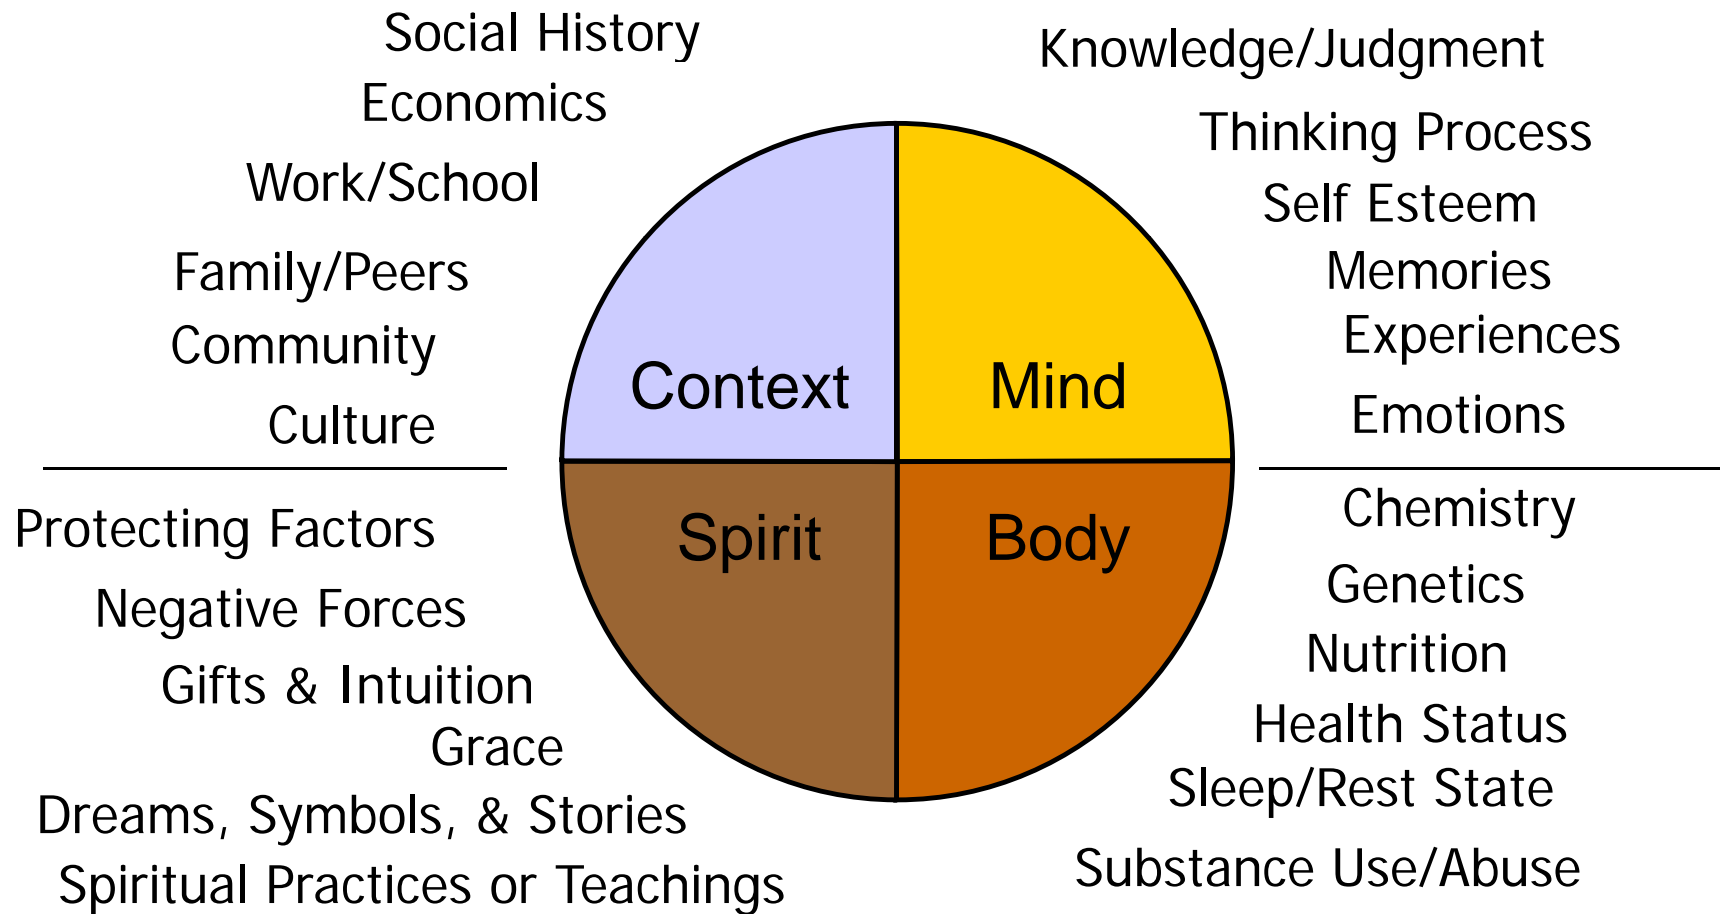 Social History
Economics
Work/School
Family/Peers
Community
Culture
Knowledge/Judgment
Thinking Process
Self Esteem
Memories
Experiences
Emotions
Context
Mind
Spirit
Body
Protecting Factors
Negative Forces
Gifts & Intuition
Grace
Dreams, Symbols, & Stories
Spiritual Practices or Teachings
Chemistry
Genetics
Nutrition
Health Status
Sleep/Rest State
Substance Use/Abuse